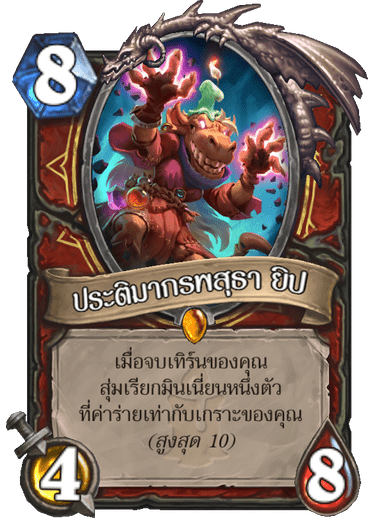 8
ประติมากรพสุธา ยิป
เมื่อจบเทิร์นของคุณ
สุ่มเรียกมินเนี่ยนหนึ่งตัว
ที่ค่าร่ายเท่ากับเกราะของคุณ
(สูงสุด 10)
4
8